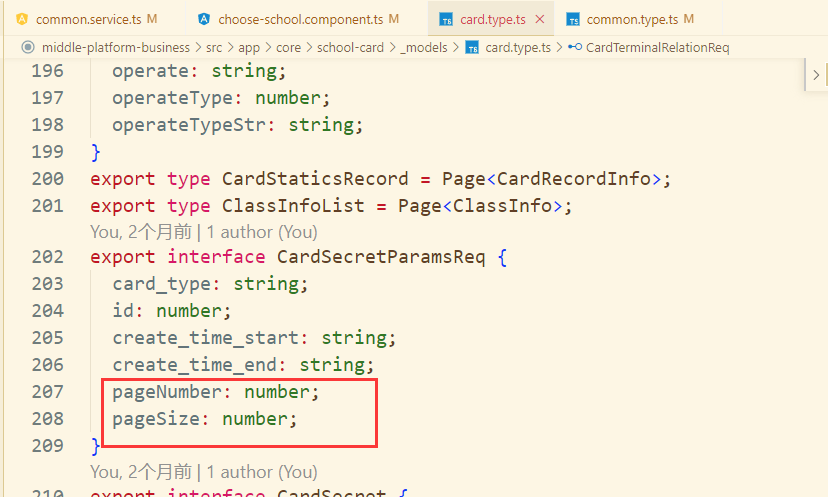 common.service.ts M choose-school.component.ts M TS card.type.ts × TS common.type.ts M
middle-platform-business > src > app > core > school-card > _models > TS card.type.ts > CardTerminalRelationReq
196 operate: string;
197 operateType: number;
198 operateTypeStr: string;
199 }
200 export type CardStaticsRecord = Page<CardRecordInfo>;
201 export type ClassInfoList = Page<ClassInfo>;
You, 2个月前 | 1 author (You)
202 export interface CardSecretParamsReq {
203 card_type: string;
204 id: number;
205 create_time_start: string;
206 create_time_end: string;
207 pageNumber: number;
208 pageSize: number;
209 }
You, 2个月前 | 1 author (You)
210 export interface CardSecret {